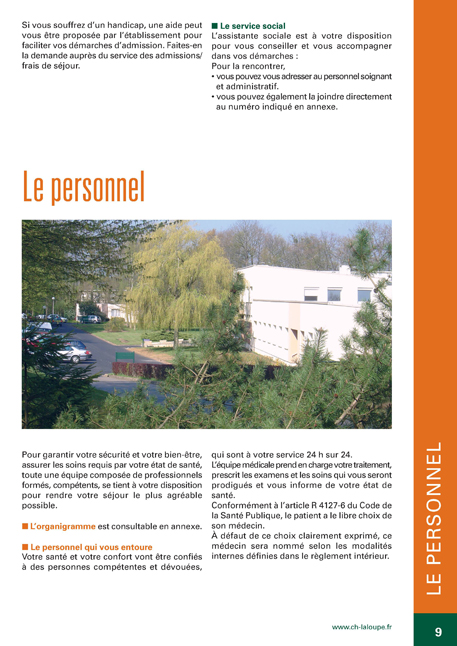 Si vous souffrez d'un handicap, une aide peut
vous être proposée par l'établissement pour
faciliter vos démarches d'admission. Faites-en
la demande auprès du service des admissions/
frais de séjour.
■ Le service social
L'assistante sociale est à votre disposition
pour vous conseiller et vous accompagner
dans vos démarches :
Pour la rencontrer,
• vous pouvez vous adresser au personnel soignant
et administratif.
• vous pouvez également la joindre directement
au numéro indiqué en annexe.
Le personnel
Pour garantir votre sécurité et votre bien-être,
assurer les soins requis par votre état de santé,
toute une équipe composée de professionnels
formés, compétents, se tient à votre disposition
pour rendre votre séjour le plus agréable
possible.
■ L'organigramme est consultable en annexe.
■ Le personnel qui vous entoure
Votre santé et votre confort vont être confiés
à des personnes compétentes et dévouées,
qui sont à votre service 24 h sur 24.
L'équipe médicale prend en charge votre traitement,
prescrit les examens et les soins qui vous seront
prodigués et vous informe de votre état de
santé.
Conformément à l'article R 4127-6 du Code de
la Santé Publique, le patient a le libre choix de
son médecin.
À défaut de ce choix clairement exprimé, ce
médecin sera nommé selon les modalités
internes définies dans le règlement intérieur.
LE PERSONNEL
www.ch-laloupe.fr
9